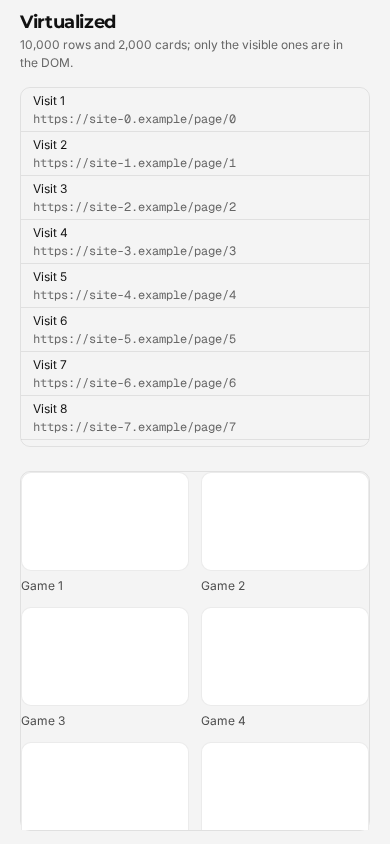 Virtualized
10,000 rows and 2,000 cards; only the visible ones are in
the DOM.
Visit 1
https://site-0.example/page/0
Visit 2
https://site-1.example/page/1
Visit 3
https://site-2.example/page/2
Visit 4
https://site-3.example/page/3
Visit 5
https://site-4.example/page/4
Visit 6
https://site-5.example/page/5
Visit 7
https://site-6.example/page/6
Visit 8
https://site-7.example/page/7
Game 1
Game 2
Game 3
Game 4